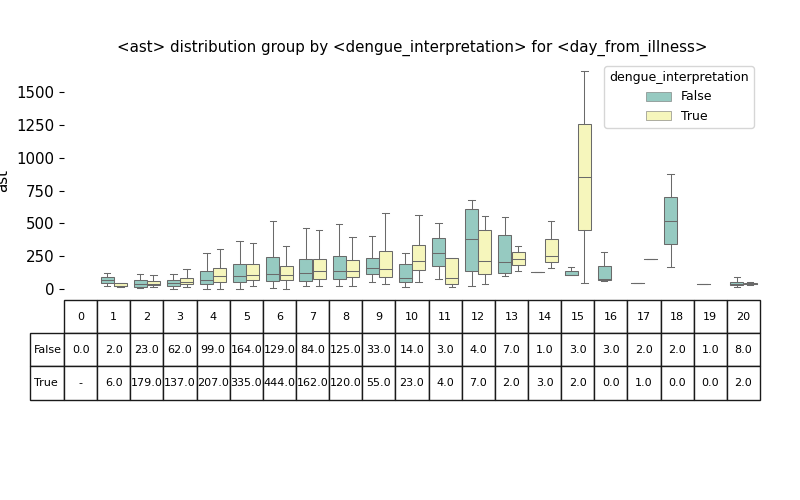 <ast> distribution group by <dengue_interpretation> for <day_from_illness>
dengue_interpretation
False
True
1500
1250
1000
750
500
250
0
ast
0 1 2 3 4 5 6 7 8 9 10 11 12 13 14 15 16 17 18 19 20
False 0.0 2.0 23.0 62.0 99.0 164.0 129.0 84.0 125.0 33.0 14.0 3.0 4.0 7.0 1.0 3.0 3.0 2.0 2.0 1.0 8.0
True - 6.0 179.0 137.0 207.0 335.0 444.0 162.0 120.0 55.0 23.0 4.0 7.0 2.0 3.0 2.0 0.0 1.0 0.0 0.0 2.0